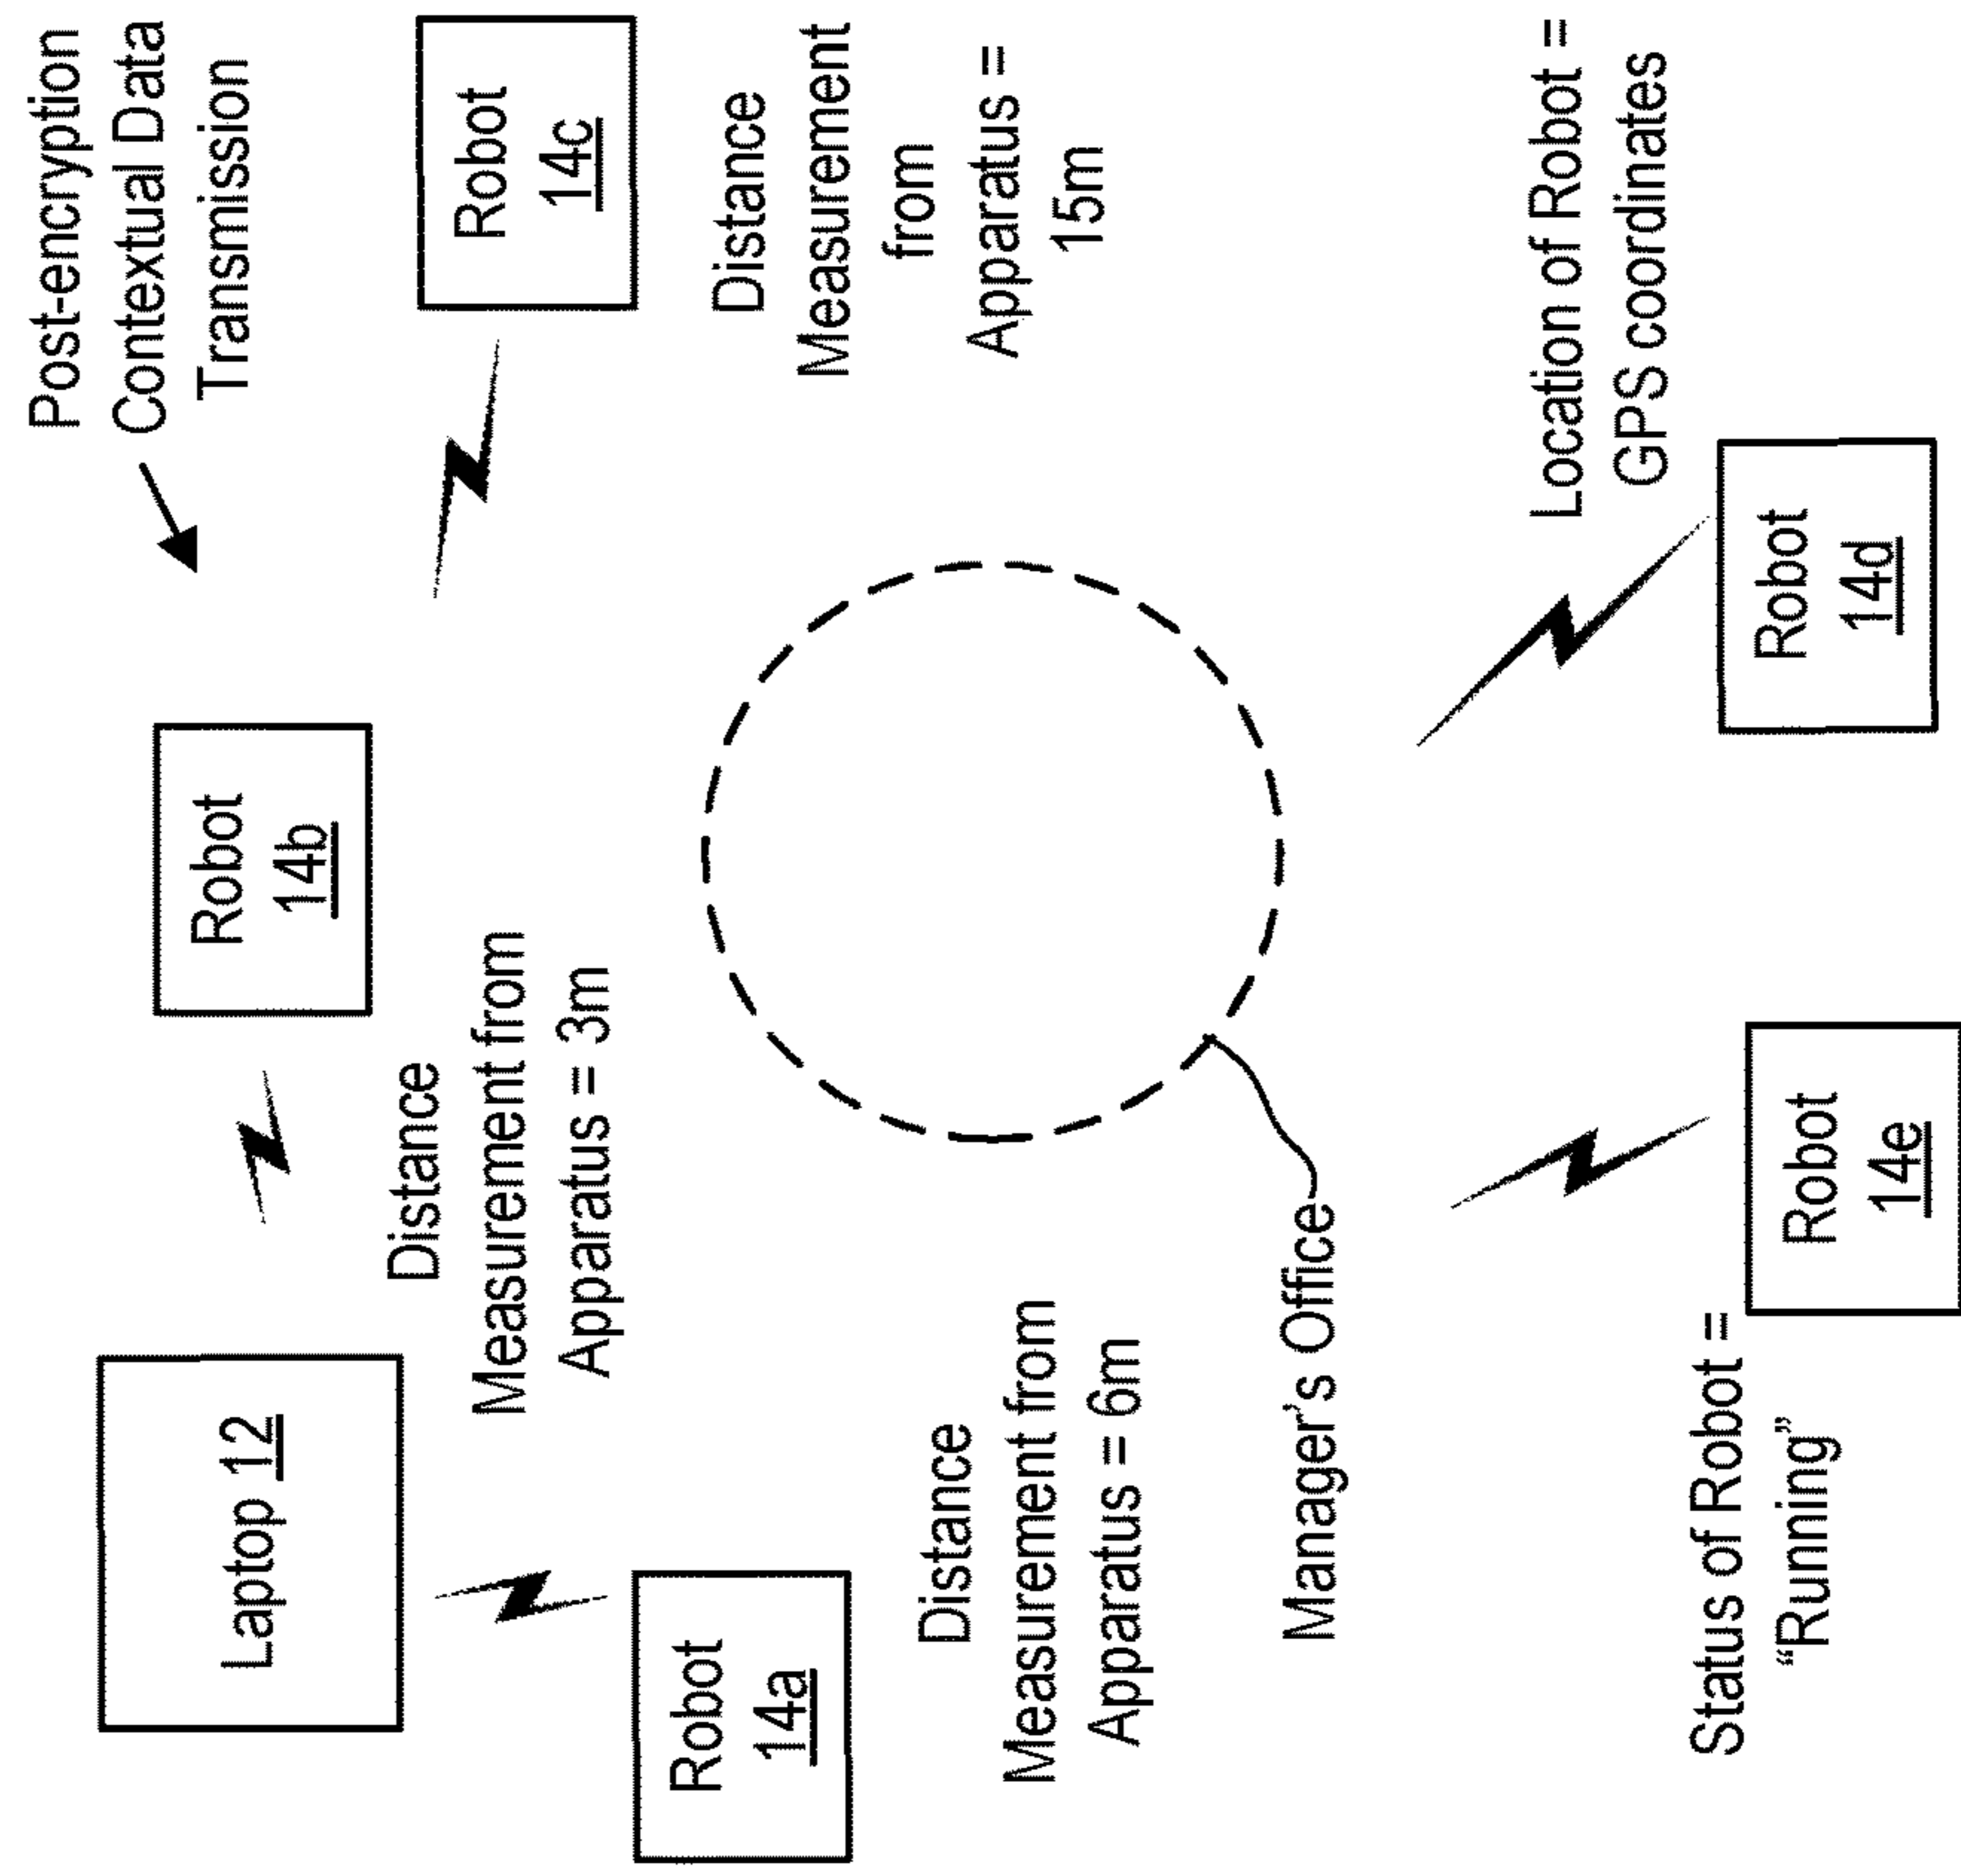 Post-encryption
Contextual Data
Transmission
Laptop 12
Robot
14b
Robot
14c
Distance
Measurement from
Apparatus = 3m
Robot
14a
Distance
Measurement
from
Apparatus =
15m
Distance
Measurement from
Apparatus = 6m
Manager's Office
Location of Robot =
GPS coordinates
Status of Robot =
“Running”
Robot
14e
Robot
14d